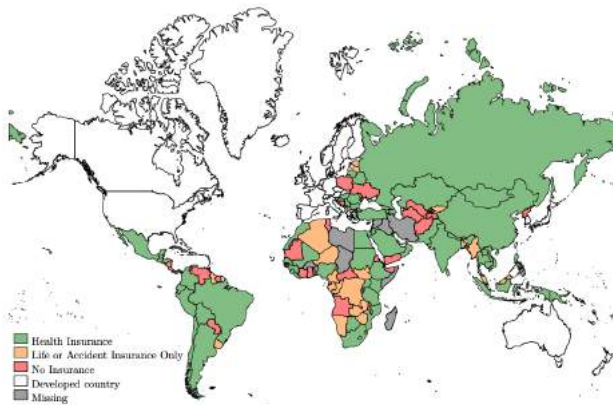 Health Insurance
Life or Accident Insurance Only
No Insurance
Developed country
Missing